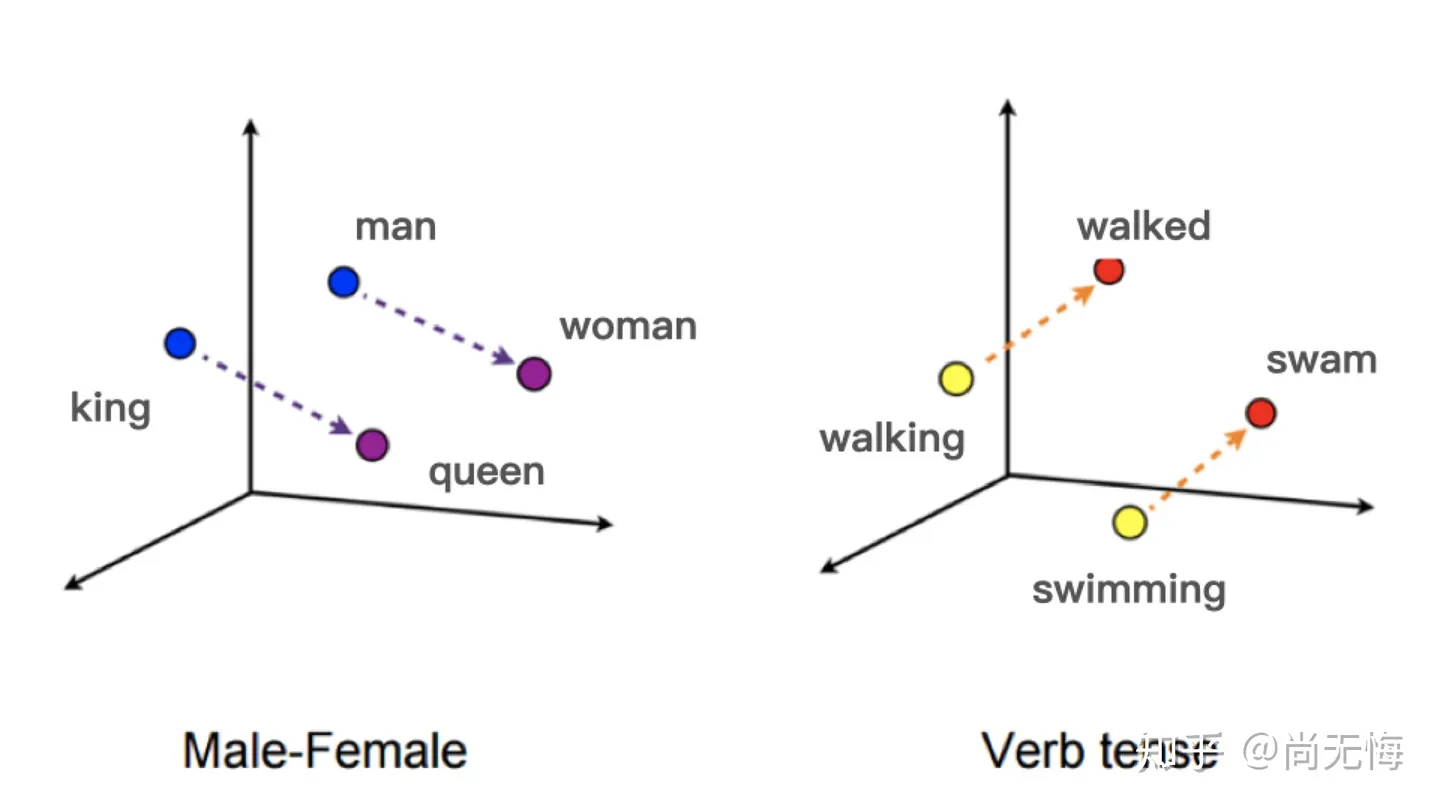 man
woman
king
queen
Male-Female
walked
swam
walking
swimming
Verb tense
知乎 @尚无悔